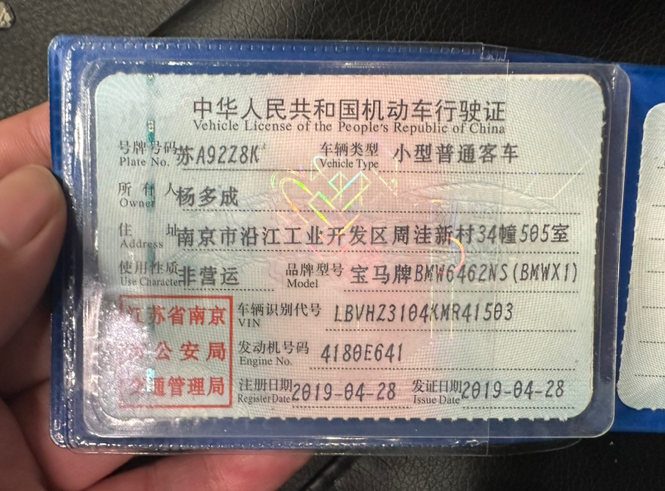 中华人民共和国机动车行驶证
Vehicle License of the People's Republic of China
号牌号码 苏A92Z8K 车辆类型 小型普通客车
Plate No. Vehicle Type
所有人 杨多成
Owner
住址 南京市沿江工业开发区周洼新村34幢505室
Address
使用性质 非营运 品牌型号 宝马牌BMW6462NS(BMWX1)
Use Character Model
江苏省南京 车辆识别代号 LBVHZ3104KMR41503
VIN
公安局 发动机号码 4180E641
Engine No.
交通管理局 注册日期 2019-04-28 发证日期 2019-04-28
Register Date Issue Date